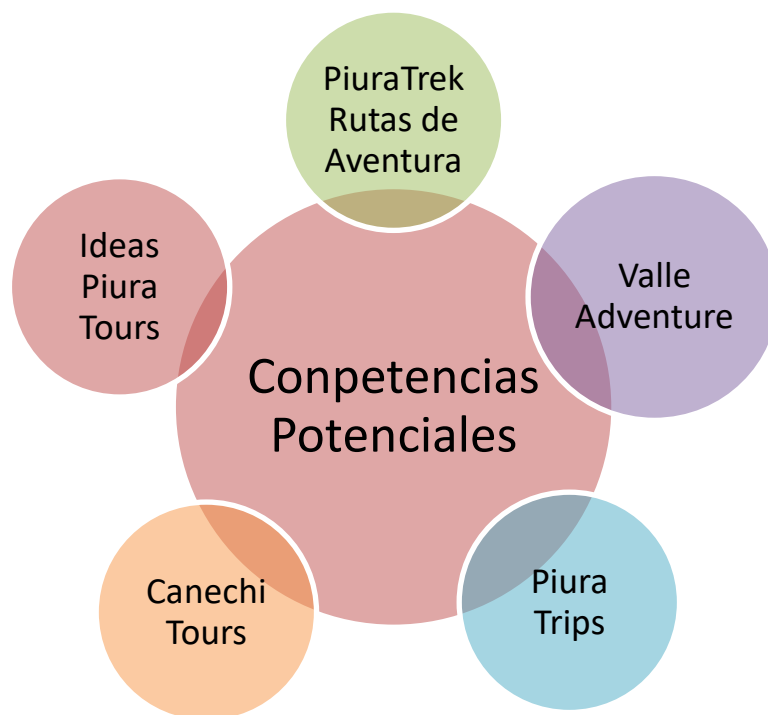 PiuraTrek
Rutas de
Aventura
Ideas
Piura
Tours
Valle
Adventure
Conpetencias
Potenciales
Canechi
Tours
Piura
Trips